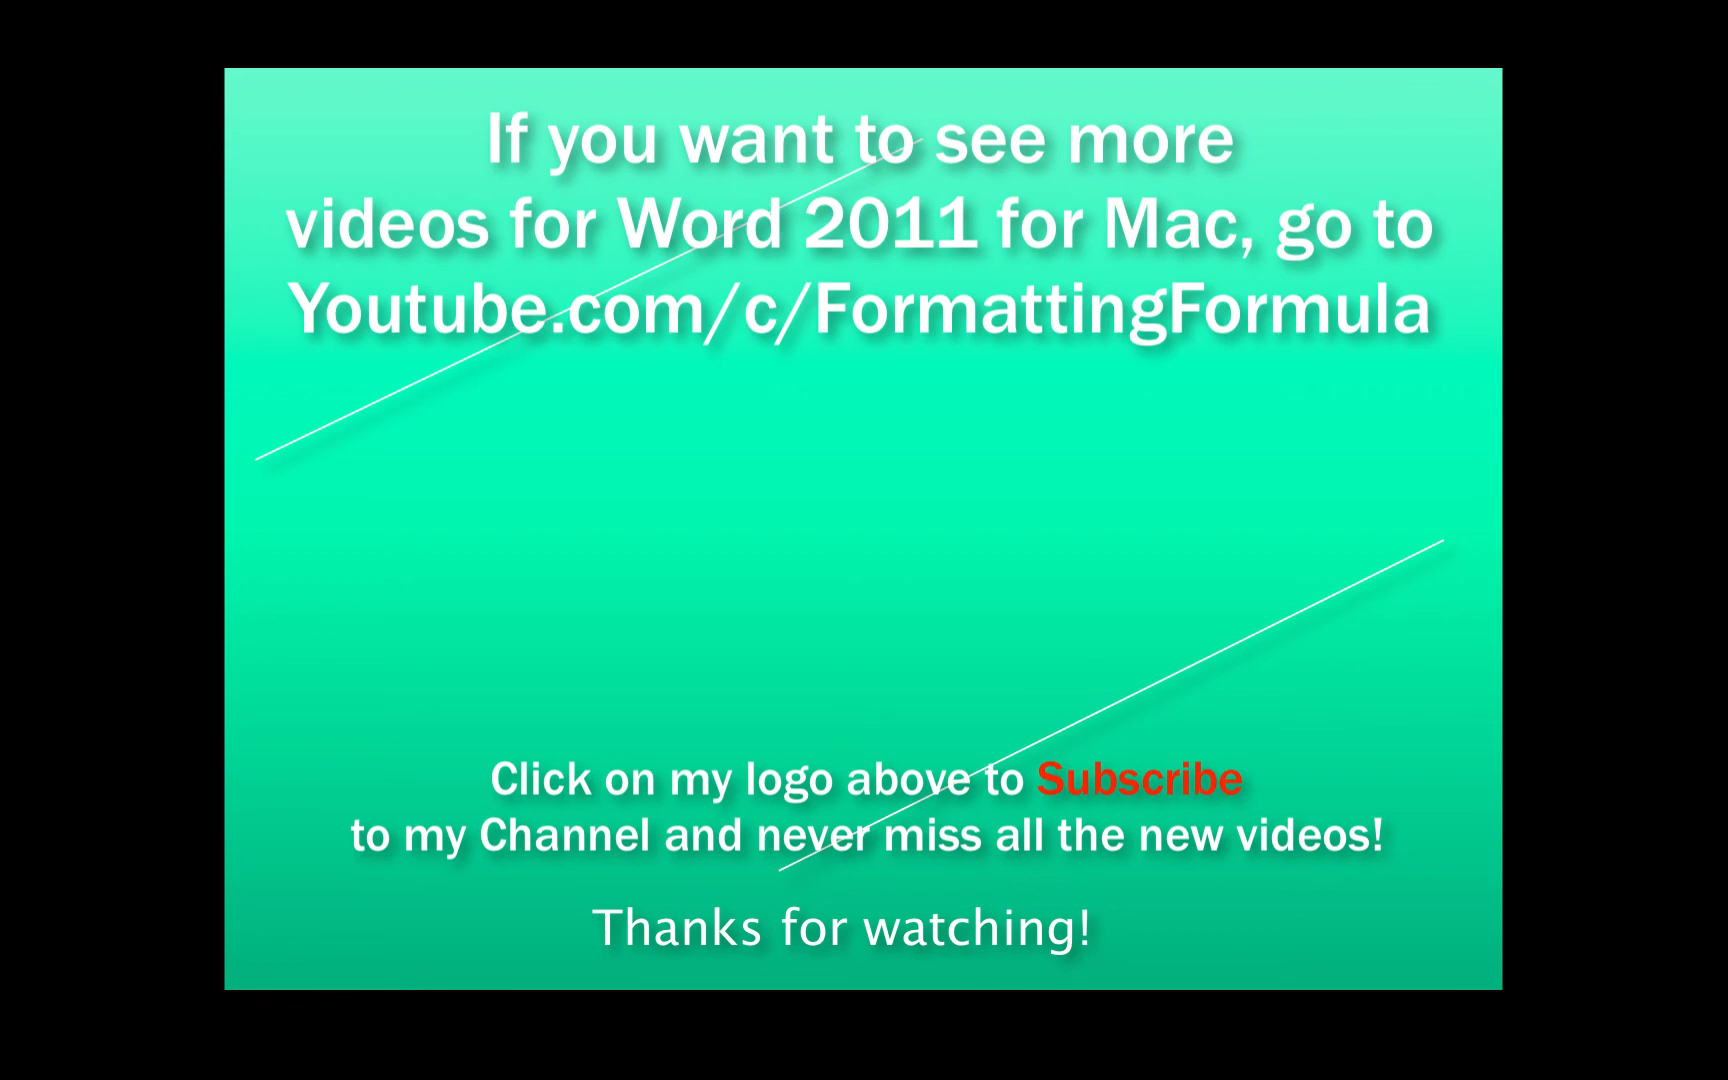 If you want to see more
videos for Word 2011 for Mac, go to
Youtube.com/c/FormattingFormula
Click on my logo above to Subscribe
to my Channel and never miss all the new videos!
Thanks for watching!